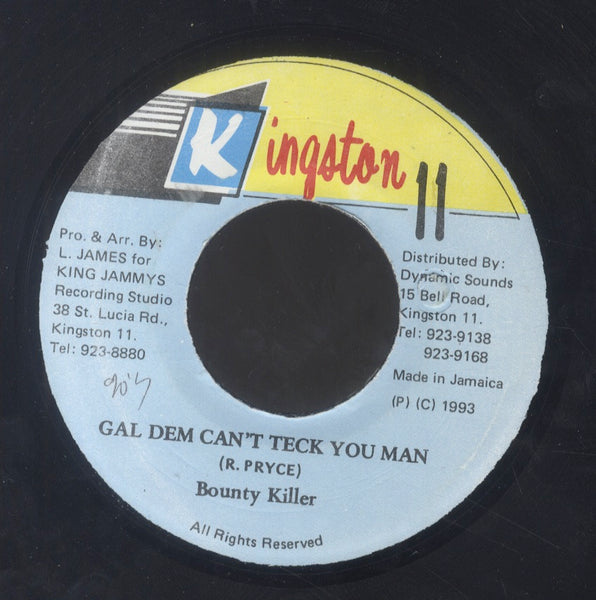 Kingston 11
Pro. & Arr. By:
L. JAMES for
KING JAMMYS
Recording Studio
38 St. Lucia Rd.,
Kingston 11.
Tel: 923-8880
Distributed By:
Dynamic Sounds
15 Bell Road,
Kingston 11.
Tel: 923-9138
923-9168
Made in Jamaica
(P) (C) 1993
90's
GAL DEM CAN'T TECK YOU MAN
(R. PRYCE)
Bounty Killer
All Rights Reserved